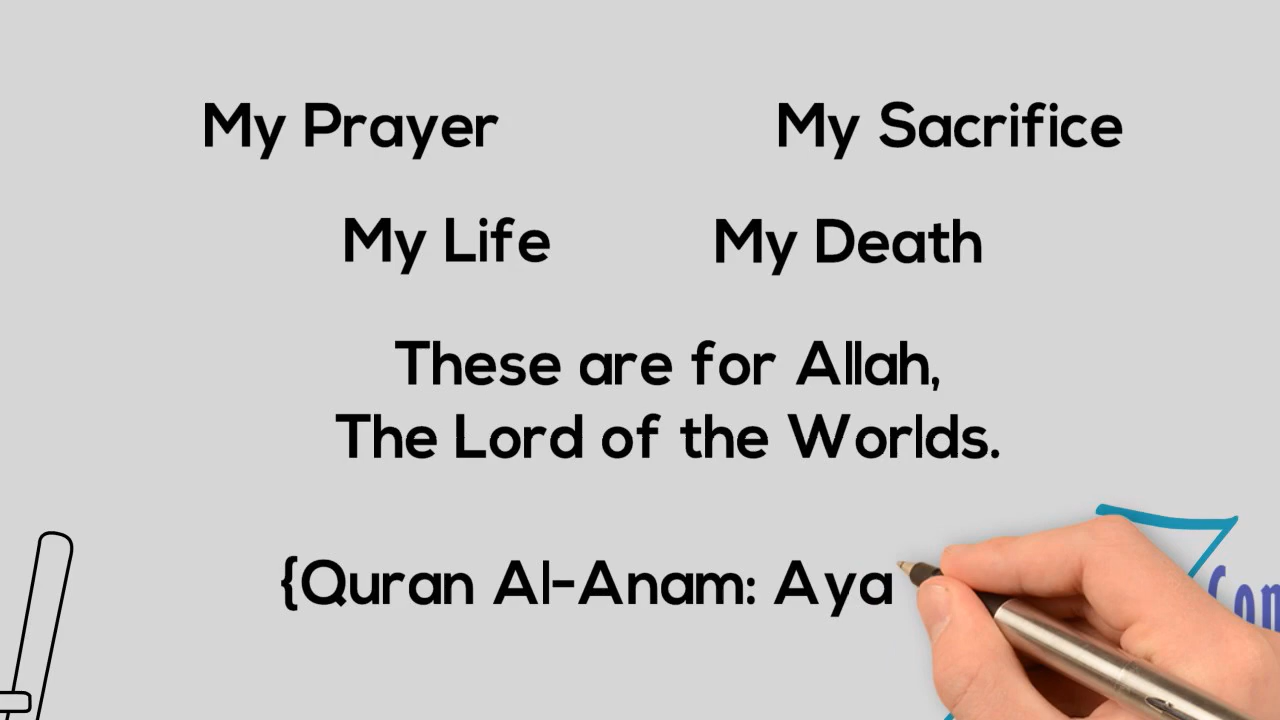 My Prayer My Sacrifice
My Life My Death
These are for Allah,
The Lord of the Worlds.
{Quran Al-Anam: Aya